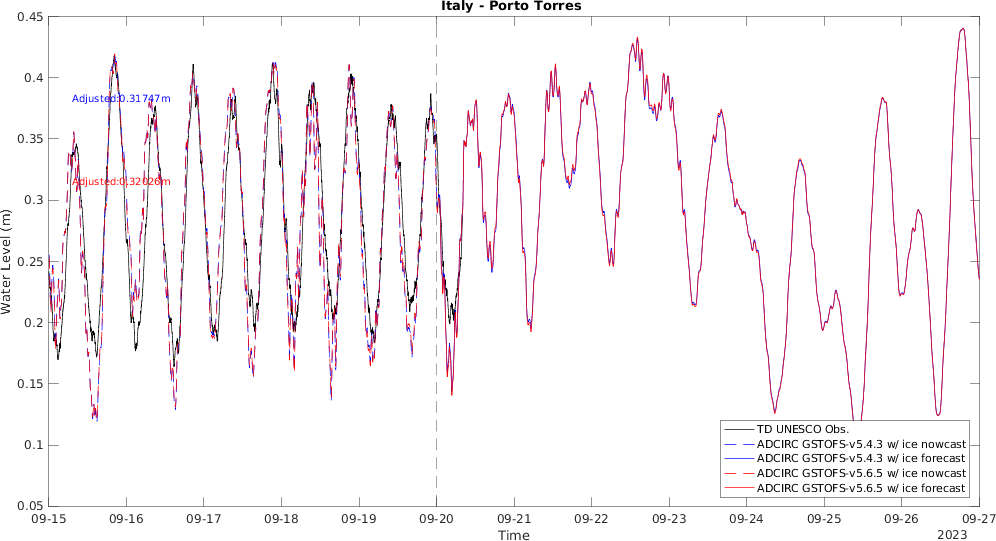 Italy - Porto Torres
Water Level (m)
0.45
0.4
0.35
0.3
0.25
0.2
0.15
0.1
0.05
Adjusted:0.31747m
Adjusted:0.32026m
TD UNESCO Obs.
ADCIRC GSTOFS-v5.4.3 w/ ice nowcast
ADCIRC GSTOFS-v5.4.3 w/ ice forecast
ADCIRC GSTOFS-v5.6.5 w/ ice nowcast
ADCIRC GSTOFS-v5.6.5 w/ ice forecast
09-15 09-16 09-17 09-18 09-19 09-20 09-21 09-22 09-23 09-24 09-25 09-26 09-27
Time
2023